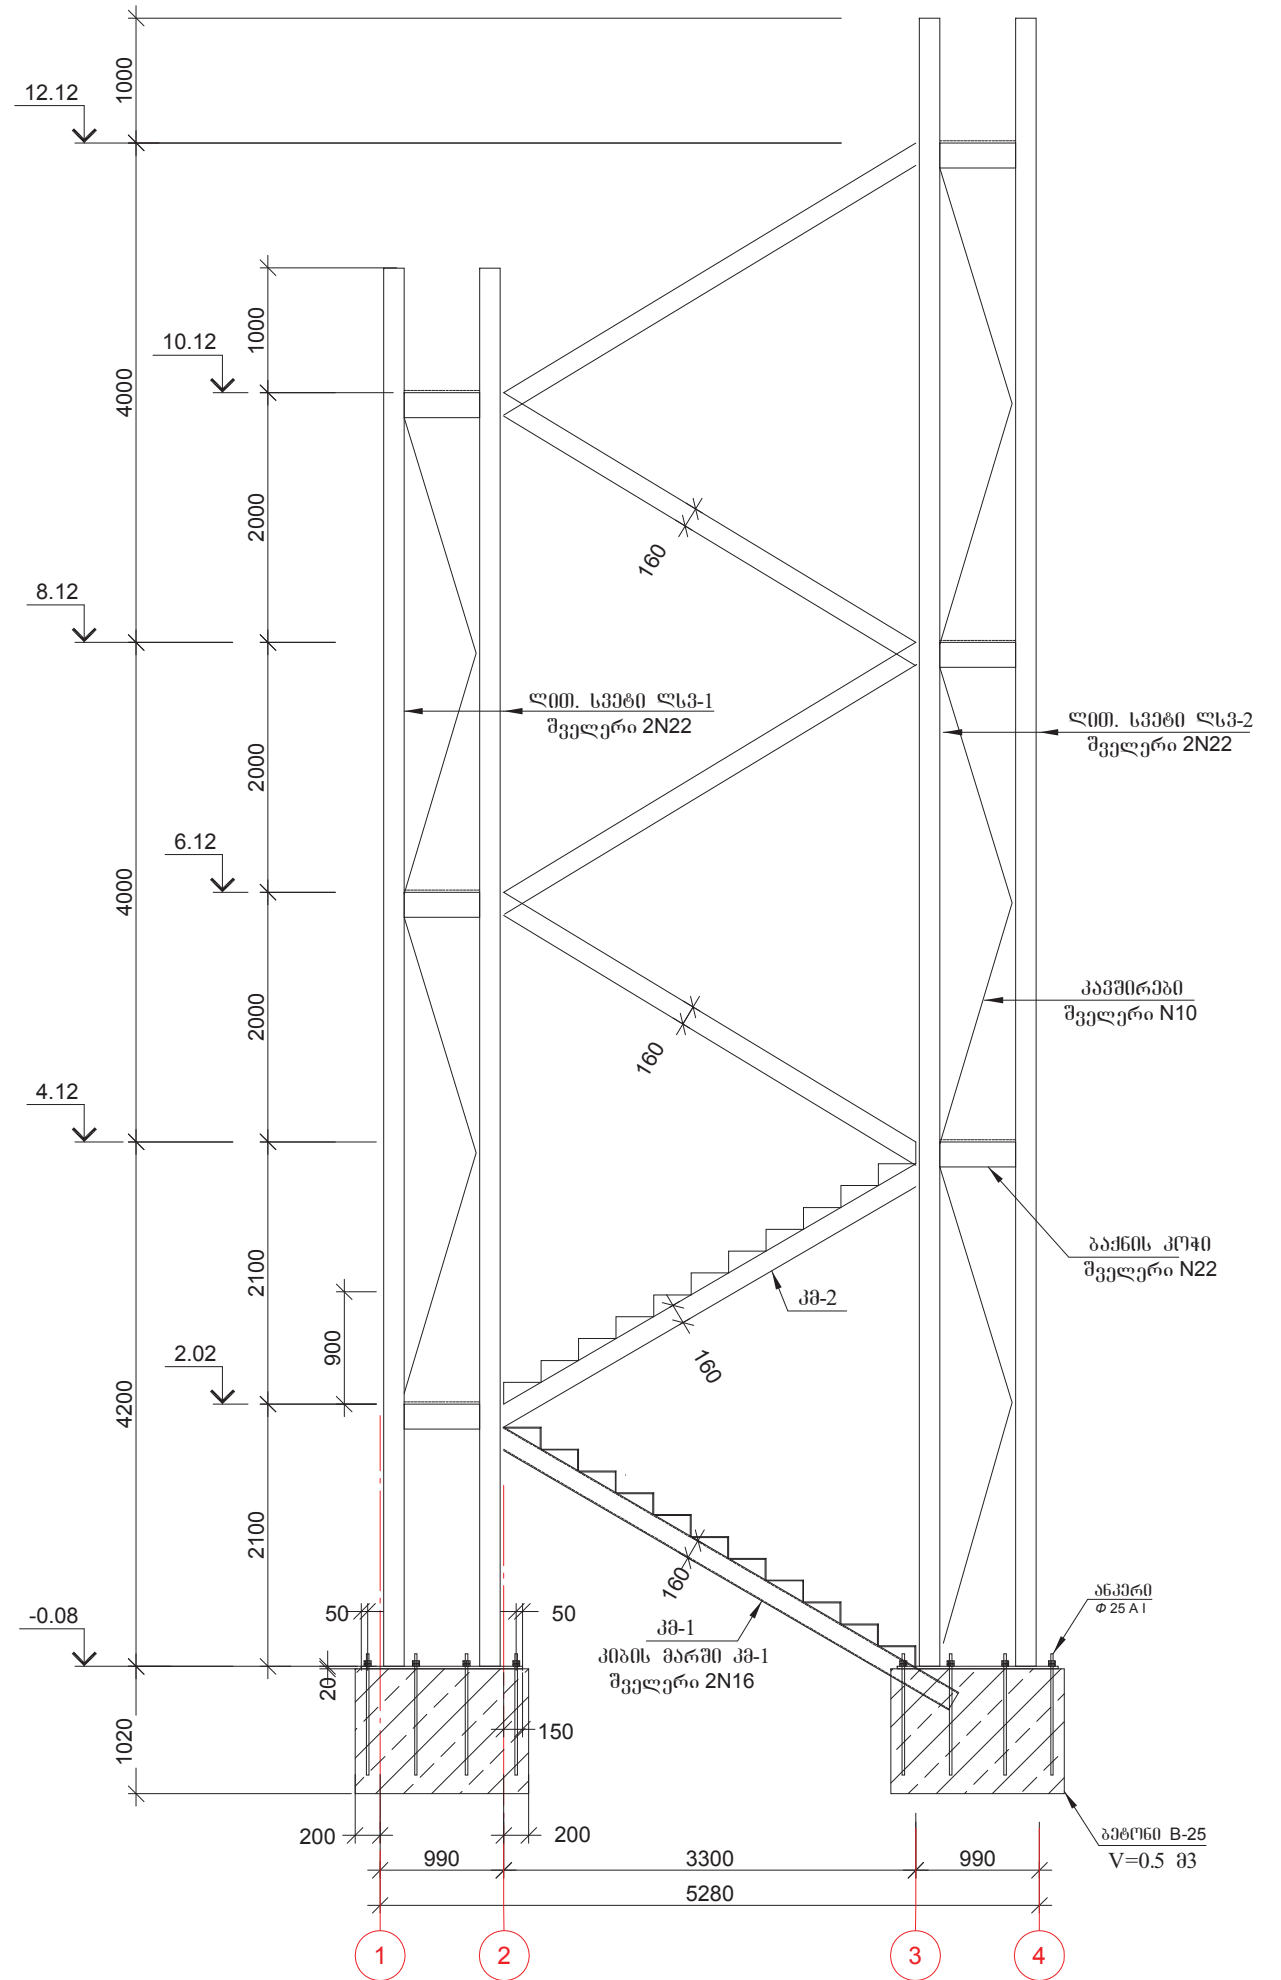 1000
12.12
1000
10.12
4000
2000
160
8.12
ლით. სვეტი ლსვ-1
შველერი 2N22
ლით. სვეტი ლსვ-2
შველერი 2N22
2000
6.12
4000
კავშირები
შველერი N10
2000
160
4.12
ბაქნის კოჭი
შველერი N22
2100
კმ-2
900
2.02
160
4200
2100
160
ანკერი
Ф 25 A I
-0.08
50
50
კმ-1
კიბის მარში კმ-1
შველერი 2N16
20
150
1020
200
200
ბეტონი B-25
V=0.5 მ3
990
3300
990
5280
1
2
3
4